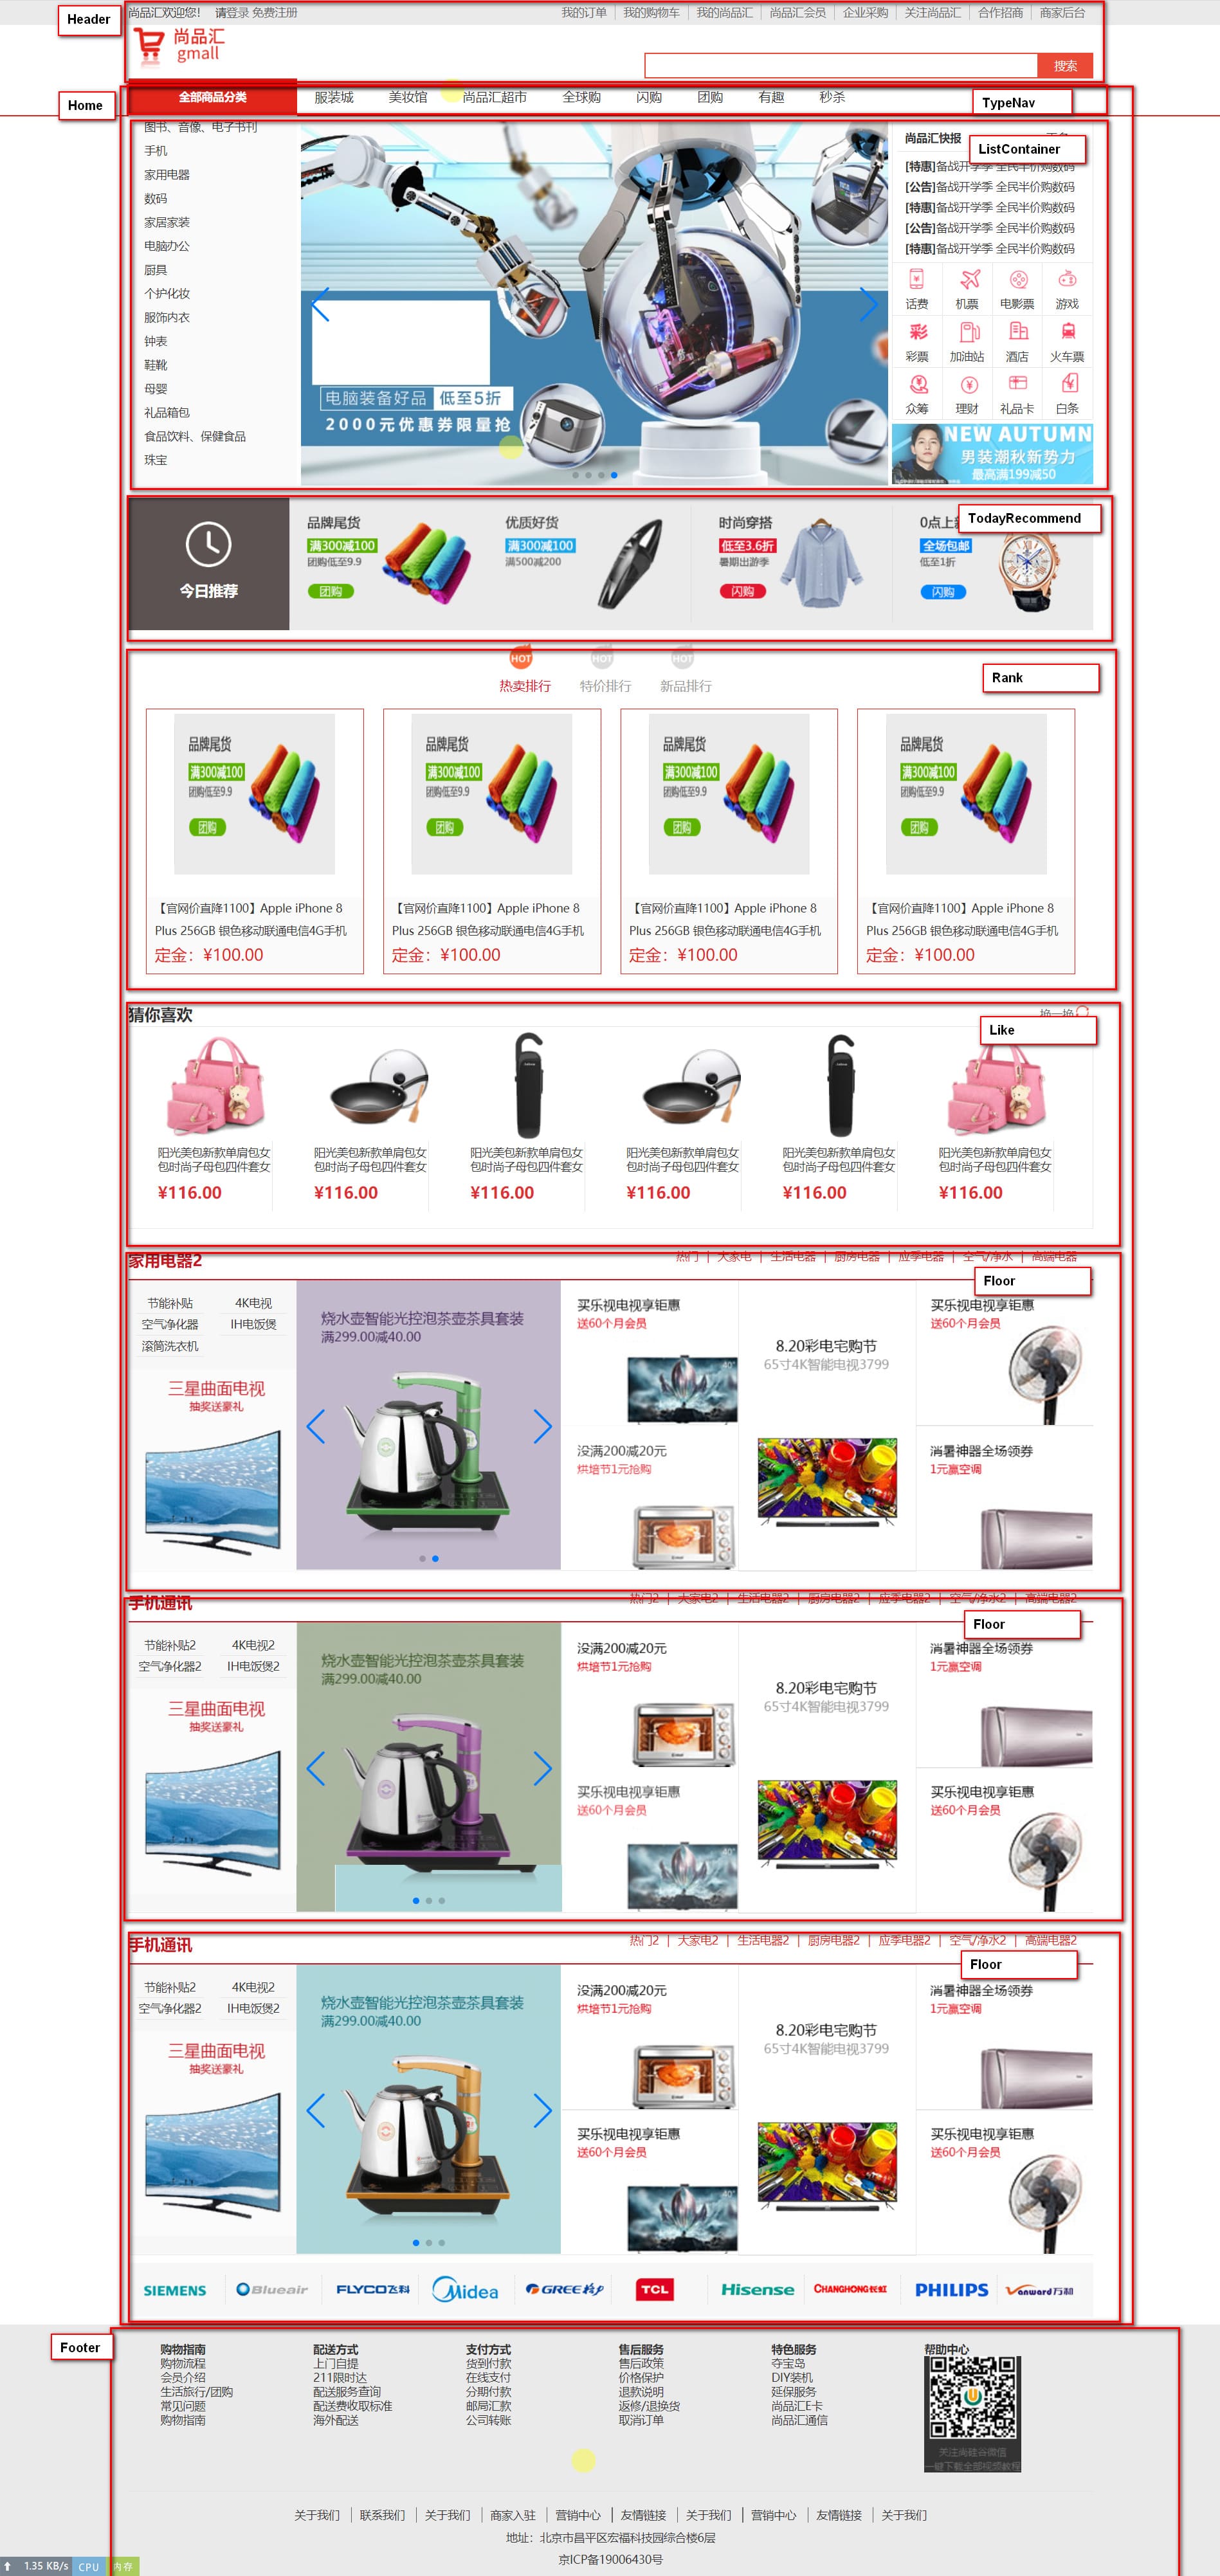 Header
尚品汇欢迎您! 请登录 免费注册
我的订单 我的购物车 我的尚品汇 尚品汇会员 企业采购 关注尚品汇 合作招商 商家后台
尚品汇
gmall
搜索
Home
全部商品分类 服装城 美妆馆 尚品汇超市 全球购 闪购 团购 有趣 秒杀
TypeNav
图书、音像、电子书刊
手机
家用电器
数码
家居家装
电脑办公
厨具
个护化妆
服饰内衣
钟表
鞋靴
母婴
礼品箱包
食品饮料、保健食品
珠宝
电脑装备好品 低至5折
2000元优惠券限量抢
尚品汇快报
ListContainer
[特惠]备战开学季 全民半价购数码
[公告]备战开学季 全民半价购数码
[特惠]备战开学季 全民半价购数码
[公告]备战开学季 全民半价购数码
[特惠]备战开学季 全民半价购数码
话费 机票 电影票 游戏
彩票 加油站 酒店 火车票
众筹 理财 礼品卡 白条
NEW AUTUMN
男装潮秋新势力
最高满199减50
TodayRecommend
今日推荐
品牌尾货
满300减100
团购低至9.9
团购
优质好货
满300减100
满500减200
时尚穿搭
低至3.6折
暑期出游季
闪购
0点上
全场包邮
低至1折
闪购
HOT HOT HOT
热卖排行 特价排行 新品排行
Rank
品牌尾货 品牌尾货 品牌尾货 品牌尾货
满300减100 满300减100 满300减100 满300减100
团购低至9.9 团购低至9.9 团购低至9.9 团购低至9.9
团购 团购 团购 团购
【官网价直降1100】Apple iPhone 8 【官网价直降1100】Apple iPhone 8 【官网价直降1100】Apple iPhone 8 【官网价直降1100】Apple iPhone 8
Plus 256GB 银色移动联通电信4G手机 Plus 256GB 银色移动联通电信4G手机 Plus 256GB 银色移动联通电信4G手机 Plus 256GB 银色移动联通电信4G手机
定金：¥100.00 定金：¥100.00 定金：¥100.00 定金：¥100.00
猜你喜欢 换一换
Like
阳光美包新款单肩包女 阳光美包新款单肩包女 阳光美包新款单肩包女 阳光美包新款单肩包女 阳光美包新款单肩包女 阳光美包新款单肩包女
包时尚子母包四件套女 包时尚子母包四件套女 包时尚子母包四件套女 包时尚子母包四件套女 包时尚子母包四件套女 包时尚子母包四件套女
¥116.00 ¥116.00 ¥116.00 ¥116.00 ¥116.00 ¥116.00
家用电器2 热门 | 大家电 | 生活电器 | 厨房电器 | 应季电器 | 空气/净水 | 高端电器
Floor
节能补贴 4K电视
空气净化器 IH电饭煲
滚筒洗衣机
三星曲面电视
抽奖送豪礼
烧水壶智能光控泡茶壶茶具套装
满299.00减40.00
买乐视电视享钜惠
送60个月会员
没满200减20元
烘培节1元抢购
8.20彩电宅购节
65寸4K智能电视3799
买乐视电视享钜惠
送60个月会员
消暑神器全场领券
1元赢空调
手机通讯 热门2 | 大家电2 | 生活电器2 | 厨房电器2 | 应季电器2 | 空气/净水2 | 高端电器2
Floor
节能补贴2 4K电视2
空气净化器2 IH电饭煲2
三星曲面电视
抽奖送豪礼
烧水壶智能光控泡茶壶茶具套装
满299.00减40.00
没满200减20元
烘培节1元抢购
买乐视电视享钜惠
送60个月会员
8.20彩电宅购节
65寸4K智能电视3799
消暑神器全场领券
1元赢空调
买乐视电视享钜惠
送60个月会员
手机通讯 热门2 | 大家电2 | 生活电器2 | 厨房电器2 | 应季电器2 | 空气/净水2 | 高端电器2
Floor
节能补贴2 4K电视2
空气净化器2 IH电饭煲2
三星曲面电视
抽奖送豪礼
烧水壶智能光控泡茶壶茶具套装
满299.00减40.00
没满200减20元
烘培节1元抢购
买乐视电视享钜惠
送60个月会员
8.20彩电宅购节
65寸4K智能电视3799
消暑神器全场领券
1元赢空调
买乐视电视享钜惠
送60个月会员
SIEMENS Blueair FLYCO飞科 Midea GREE格力 TCL Hisense CHANGHONG长虹 PHILIPS Vanward万和
Footer
购物指南 配送方式 支付方式 售后服务 特色服务 帮助中心
购物流程 上门自提 货到付款 售后政策 夺宝岛
会员介绍 211限时达 在线支付 价格保护 DIY装机
生活旅行/团购 配送服务查询 分期付款 退款说明 延保服务
常见问题 配送费收取标准 邮局汇款 返修/退换货 尚品汇E卡
购物指南 海外配送 公司转账 取消订单 尚品汇通信
关注尚硅谷微信
一键下载全部视频教程
关于我们 联系我们 关于我们 商家入驻 营销中心 友情链接 关于我们 营销中心 友情链接 关于我们
地址：北京市昌平区宏福科技园综合楼6层
京ICP备19006430号
1.35 KB/s CPU 内存